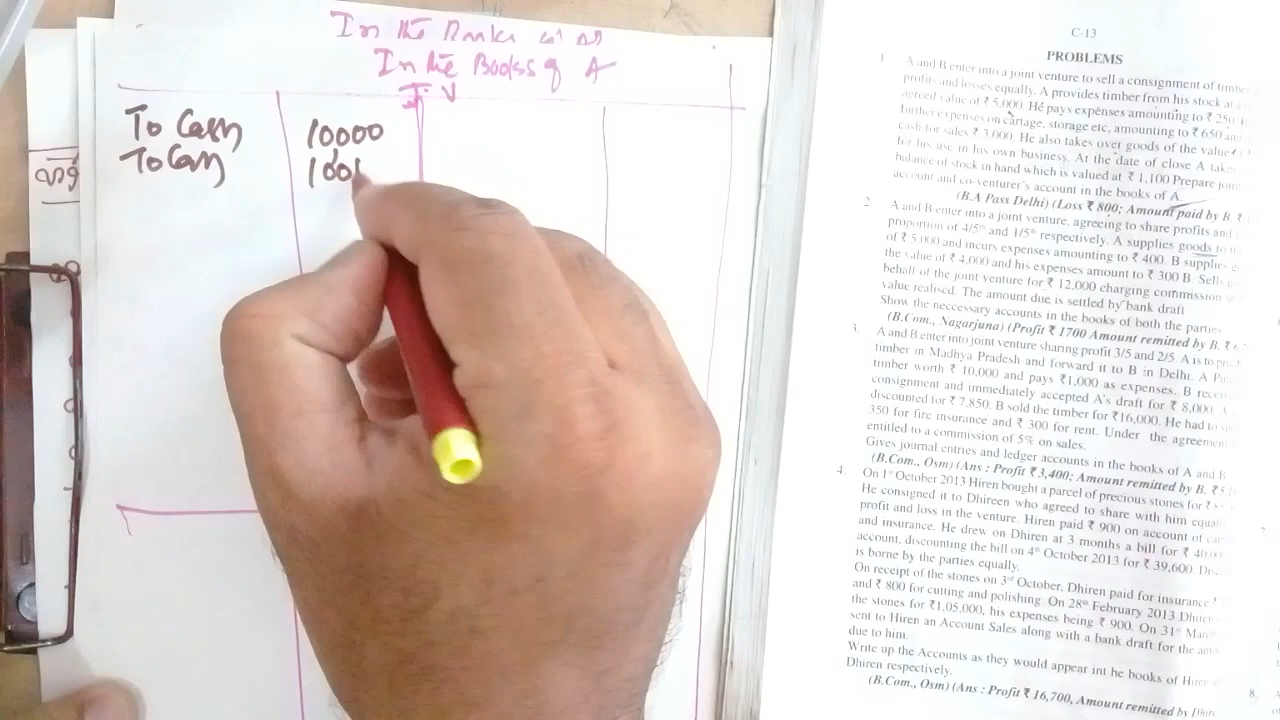 In the Books of A
J. V
To Cash 10000
To Cash 100
C-13
PROBLEMS
1 A and B enter into a joint venture to sell a consignment of timber
profits and losses equally. A provides timber from his stock at a
agreed value of ₹ 5,000. He pays expenses amounting to ₹ 250.
further expenses on cartage, storage etc, amounting to ₹ 650 and
cash for sales ₹ 3,000. He also takes over goods of the value ₹
for his use in his own business. At the date of close A takes
balance of stock in hand which is valued at ₹ 1,100 Prepare join
account and co-venturer's account in the books of A.
(B.A Pass Delhi) (Loss ₹ 800; Amount paid by B ₹
2 A and B enter into a joint venture, agreeing to share profits and
proportion of 4/5th and 1/5th respectively. A supplies goods to the
of ₹ 5,000 and incurs expenses amounting to ₹ 400. B supplies g
the value of ₹ 4,000 and his expenses amount to ₹ 300 B. Sells
behalf of the joint venture for ₹ 12,000 charging commission
value realised. The amount due is settled by bank draft
Show the neccessary accounts in the books of both the parties
(B.Com., Nagarjuna) (Profit ₹ 1700 Amount remitted by B. ₹
3. A and B enter into joint venture sharing profit 3/5 and 2/5. A is to
timber in Madhya Pradesh and forward it to B in Delhi. A Pu
timber worth ₹ 10,000 and pays ₹1,000 as expenses. B receiv
consignment and immediately accepted A's draft for ₹ 8,000.
discounted for ₹ 7,850. B sold the timber for ₹16,000. He had to
350 for fire insurance and ₹ 300 for rent. Under the agreement
entitled to a commission of 5% on sales.
Gives journal entries and ledger accounts in the books of A and B
(B.Com., Osm) (Ans : Profit ₹ 3,400; Amount remitted by B. ₹5
4. On 1st October 2013 Hiren bought a parcel of precious stones for ₹
He consigned it to Dhireen who agreed to share with him equal
profit and loss in the venture. Hiren paid ₹ 900 on account of
and insurance. He drew on Dhiren at 3 months a bill for ₹ 40,0
account, discounting the bill on 4th October 2013 for ₹ 39,600. Dis
is borne by the parties equally.
On receipt of the stones on 3rd October, Dhiren paid for insurance ₹
and ₹ 800 for cutting and polishing. On 28th February 2013 Dhiren
the stones for ₹1,05,000, his expenses being ₹ 900. On 31st March
sent to Hiren an Account Sales along with a bank draft for the amo
due to him.
Write up the Accounts as they would appear int he books of Hiren
Dhiren respectively.
(B.Com., Osm) (Ans : Profit ₹ 16,700, Amount remitted by Dhir